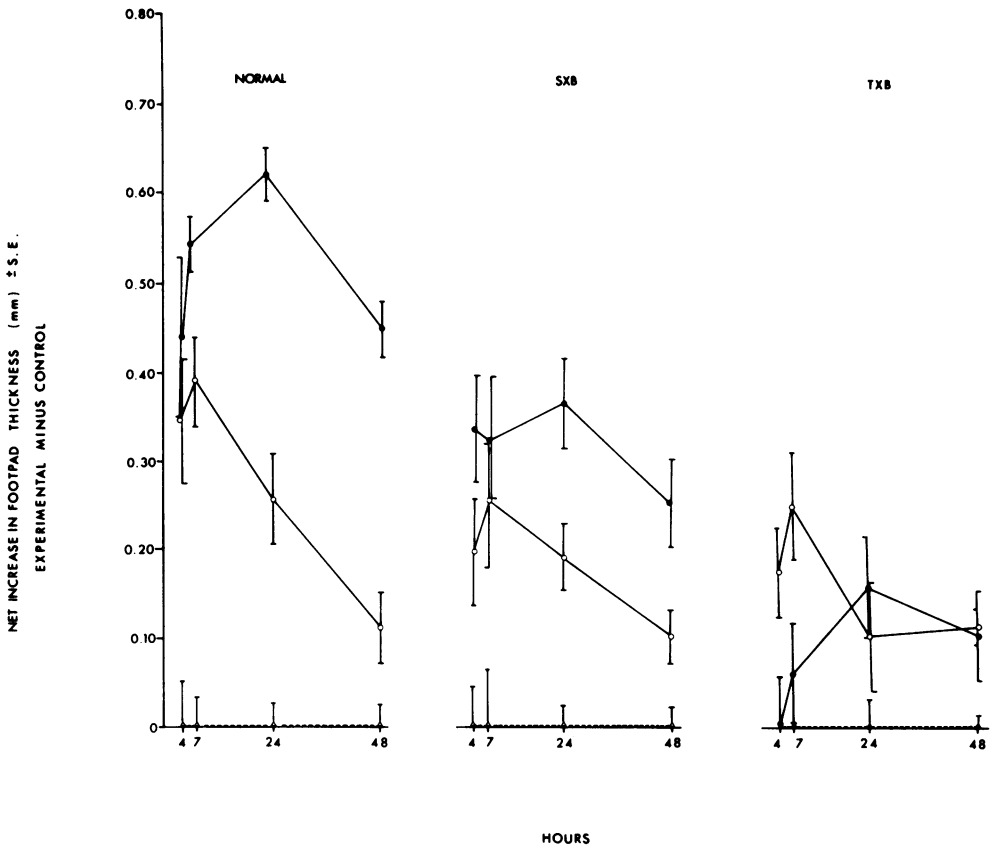 0.80
NORMAL
SXB
TXB
0.70
0.60
0.50
0.40
0.30
0.20
0.10
0
NET INCREASE IN FOOTPAD THICKNESS (mm) ± S.E.
EXPERIMENTAL MINUS CONTROL
4 7 24 48
4 7 24 48
4 7 24 48
HOURS